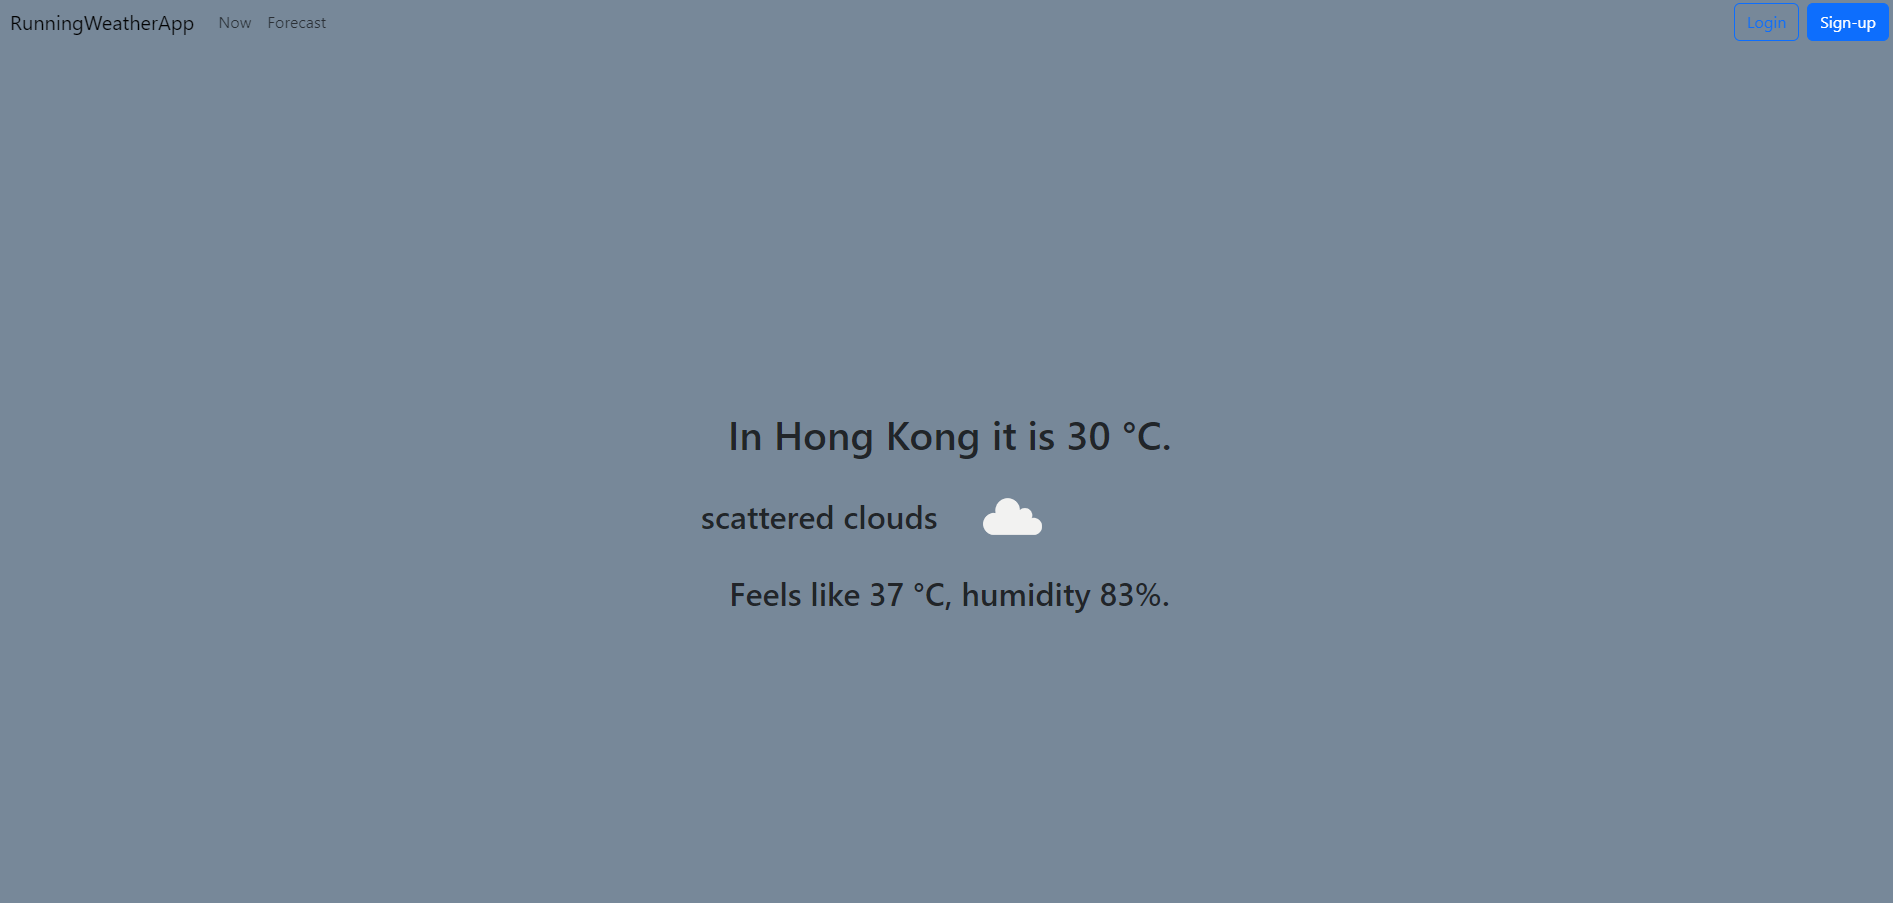 RunningWeatherApp Now Forecast Login Sign-up
In Hong Kong it is 30 °C.
scattered clouds
Feels like 37 °C, humidity 83%.